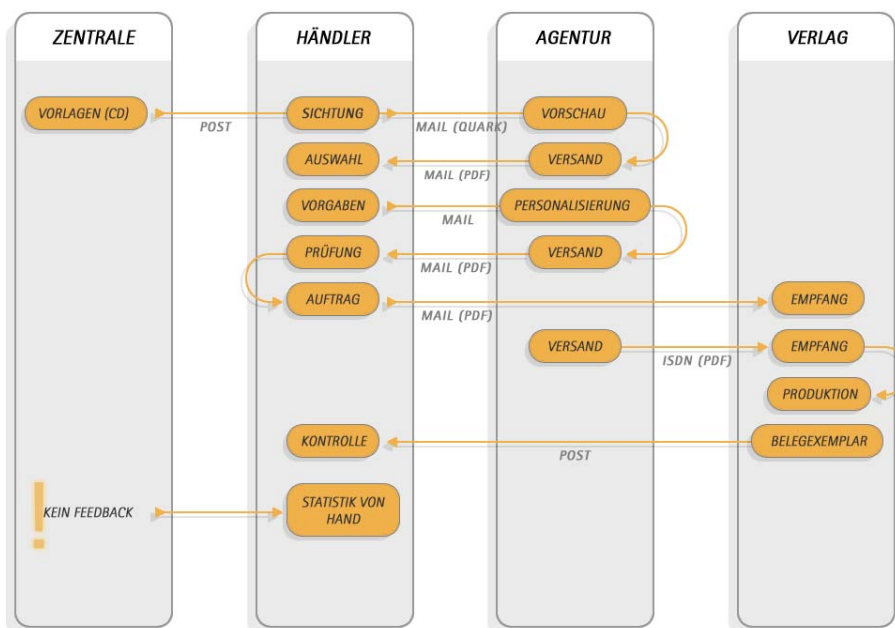 ZENTRALE
HÄNDLER
AGENTUR
VERLAG
VORLAGEN (CD)
POST
SICHTUNG
MAIL (QUARK)
VORSCHAU
AUSWAHL
MAIL (PDF)
VERSAND
VORGABEN
MAIL
PERSONALISIERUNG
PRÜFUNG
MAIL (PDF)
VERSAND
AUFTRAG
MAIL (PDF)
EMPFANG
VERSAND
ISDN (PDF)
EMPFANG
PRODUKTION
KONTROLLE
POST
BELEGEXEMPLAR
! KEIN FEEDBACK
STATISTIK VON
HAND